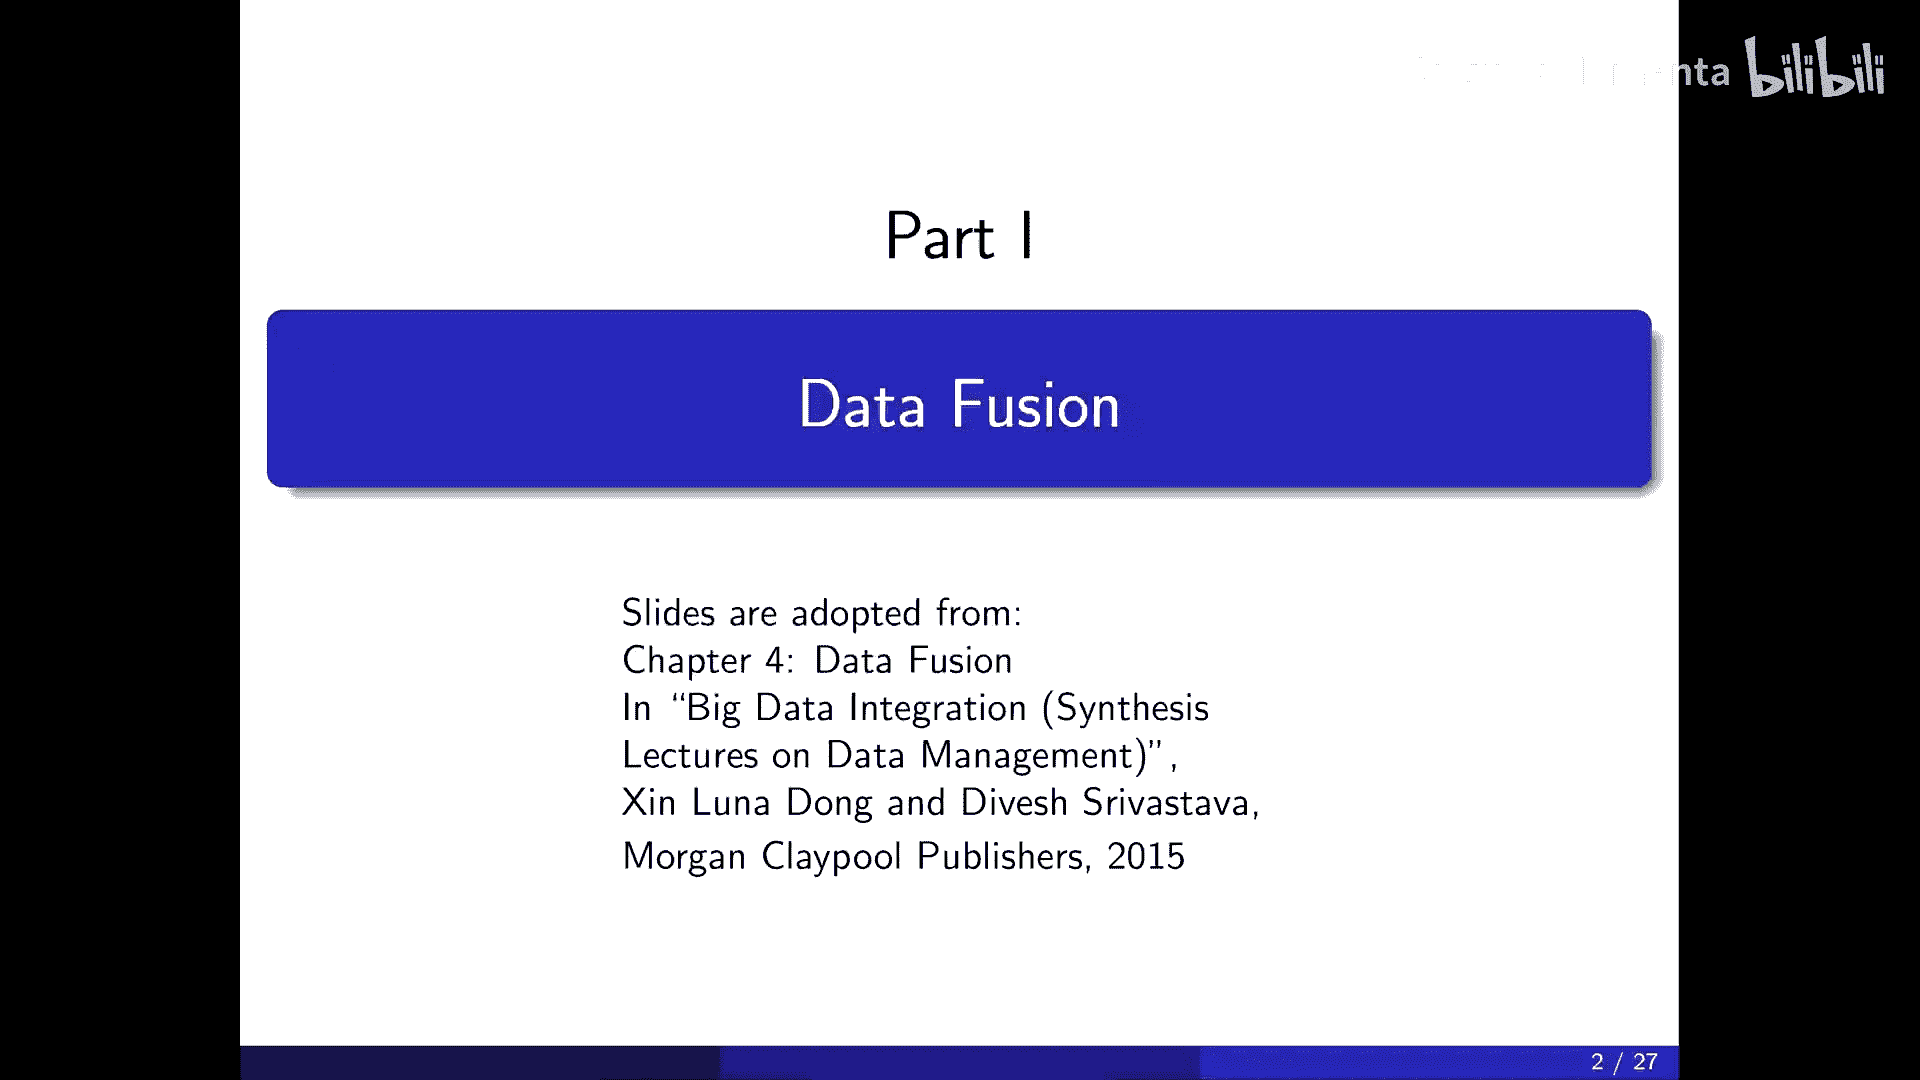 bilibili
Part I
Data Fusion
Slides are adopted from:
Chapter 4: Data Fusion
In “Big Data Integration (Synthesis
Lectures on Data Management)”,
Xin Luna Dong and Divesh Srivastava,
Morgan Claypool Publishers, 2015
2 / 27